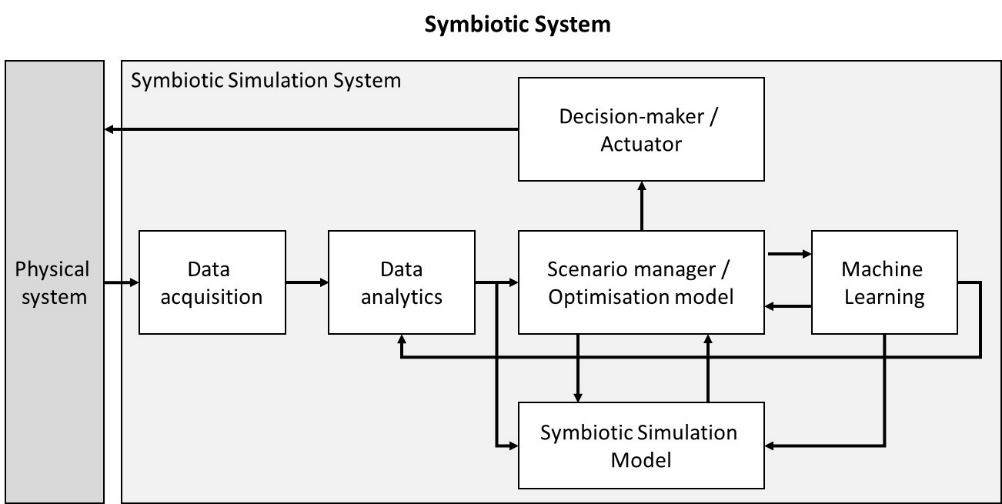 Symbiotic System
Symbiotic Simulation System
Decision-maker /
Actuator
Physical
system
Data
acquisition
Data
analytics
Scenario manager /
Optimisation model
Machine
Learning
Symbiotic Simulation
Model